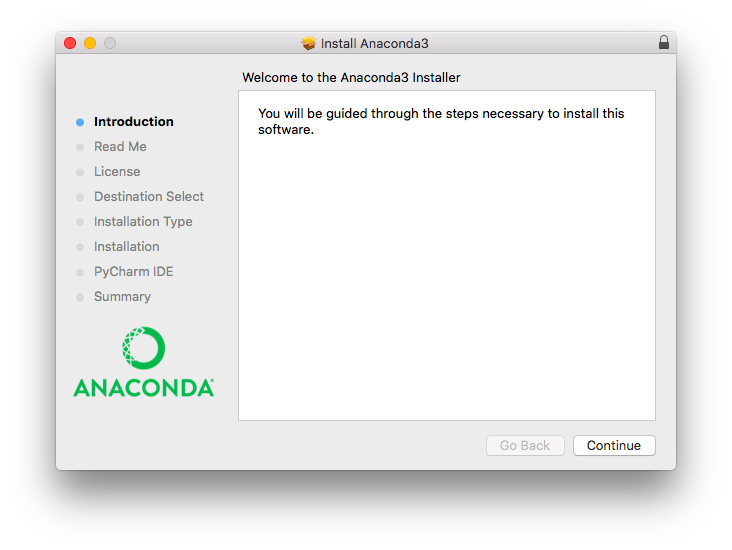 Install Anaconda3
Welcome to the Anaconda3 Installer
Introduction
Read Me
License
Destination Select
Installation Type
Installation
PyCharm IDE
Summary
ANACONDA
You will be guided through the steps necessary to install this
software.
Go Back
Continue